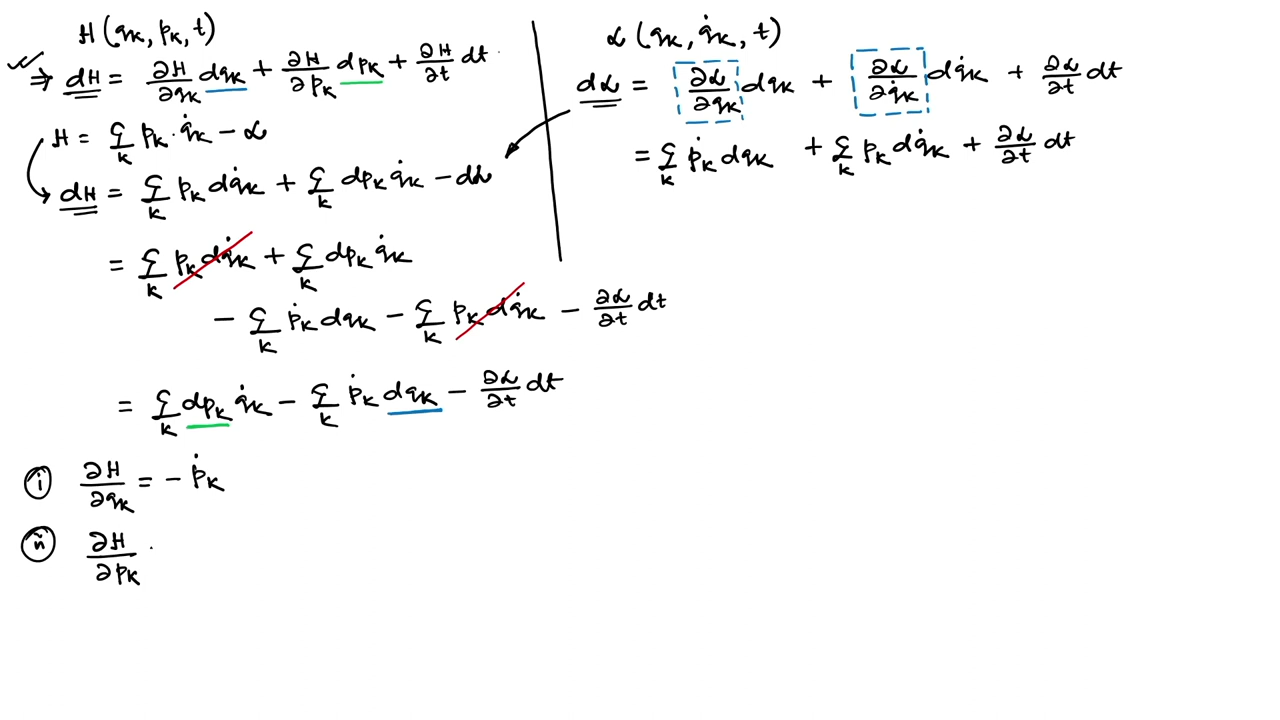 H(qₖ, pₖ, t)
⇒ dH = ∂H/∂qₖ dqₖ + ∂H/∂pₖ dpₖ + ∂H/∂t dt
H = Σₖ pₖ · q̇ₖ − ℒ
dH = Σₖ pₖ dq̇ₖ + Σₖ dpₖ q̇ₖ − dℒ
= Σₖ pₖ dq̇ₖ + Σₖ dpₖ q̇ₖ
− Σₖ ṗₖ dqₖ − Σₖ pₖ dq̇ₖ − ∂ℒ/∂t dt
= Σₖ dpₖ q̇ₖ − Σₖ ṗₖ dqₖ − ∂ℒ/∂t dt
(i) ∂H/∂qₖ = − ṗₖ
(ii) ∂H/∂pₖ
ℒ(qₖ, q̇ₖ, t)
dℒ = ∂ℒ/∂qₖ dqₖ + ∂ℒ/∂q̇ₖ dq̇ₖ + ∂ℒ/∂t dt
= Σₖ ṗₖ dqₖ + Σₖ pₖ dq̇ₖ + ∂ℒ/∂t dt